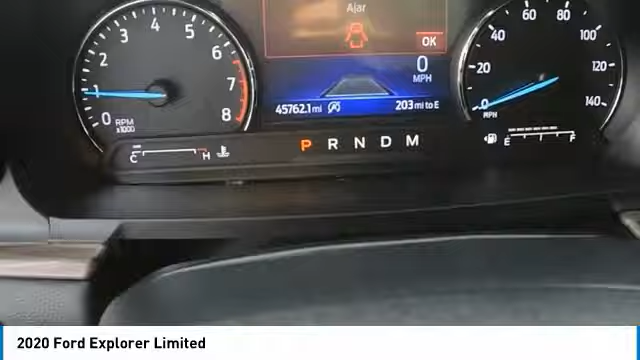 Ajar
OK
0 1 2 3 4 5 6 7 8
RPM
x1000
0
MPH
45762.1 mi
203 mi to E
0 20 40 60 80 100 120 140
MPH
P R N D M
C H
E F
2020 Ford Explorer Limited